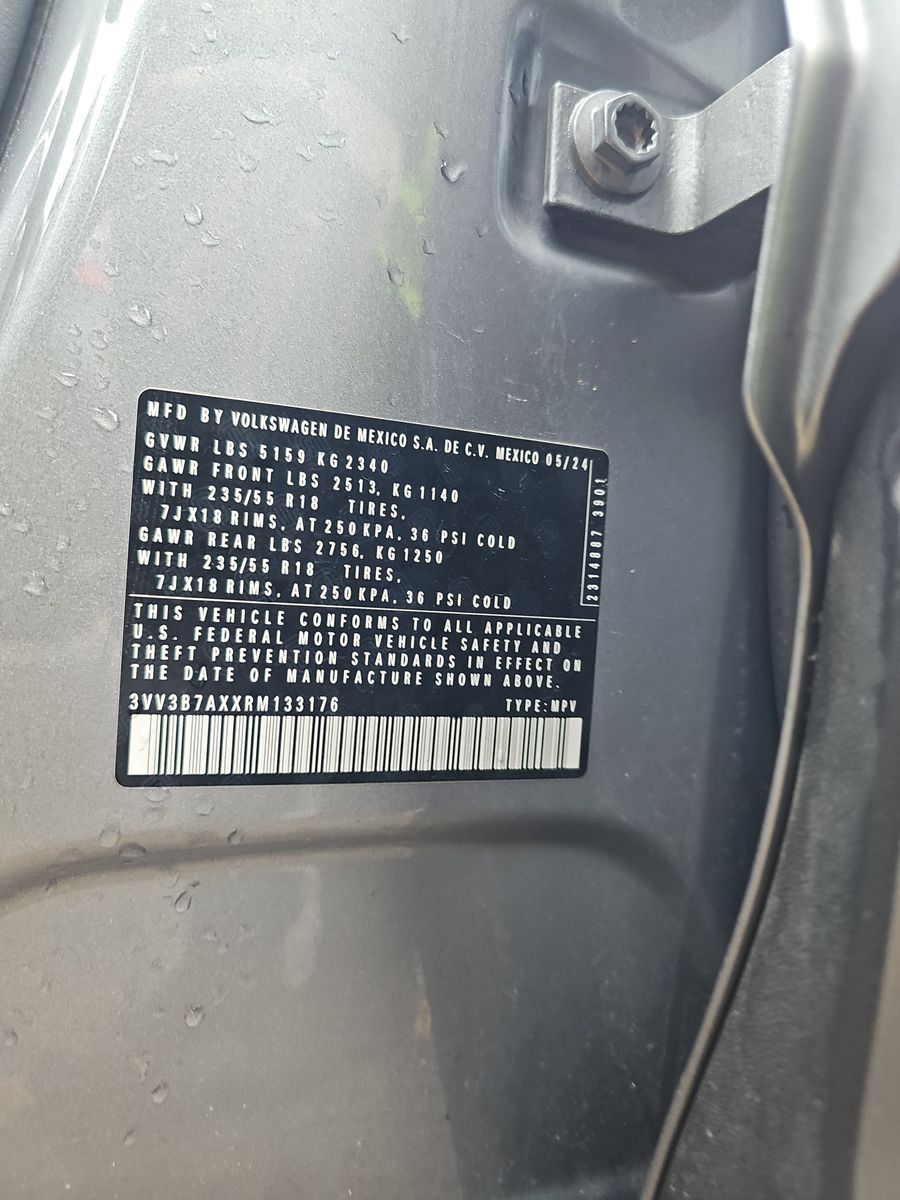 MFD BY VOLKSWAGEN DE MEXICO S.A. DE C.V. MEXICO 05/24
GVWR LBS 5159 KG 2340
GAWR FRONT LBS 2513, KG 1140
WITH 235/55 R18 TIRES,
7JX18 RIMS, AT 250 KPA, 36 PSI COLD
GAWR REAR LBS 2756, KG 1250
WITH 235/55 R18 TIRES,
7JX18 RIMS, AT 250 KPA, 36 PSI COLD
2314007 3901
THIS VEHICLE CONFORMS TO ALL APPLICABLE
U.S. FEDERAL MOTOR VEHICLE SAFETY AND
THEFT PREVENTION STANDARDS IN EFFECT ON
THE DATE OF MANUFACTURE SHOWN ABOVE.
3VV3B7AXXRM133176 TYPE: MPV